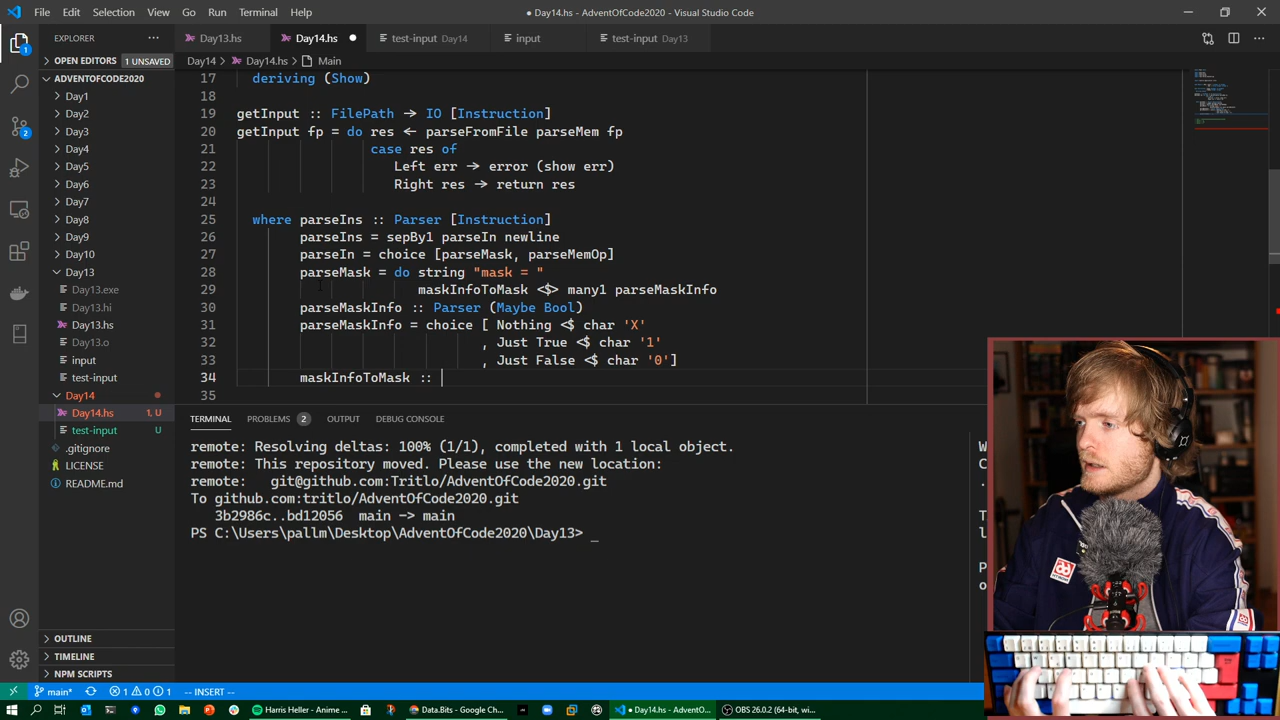 File Edit Selection View Go Run Terminal Help
● Day14.hs - AdventOfCode2020 - Visual Studio Code
EXPLORER
Day13.hs Day14.hs test-input Day14 input test-input Day13
OPEN EDITORS 1 UNSAVED
Day14 > Day14.hs > Main
ADVENTOFCODE2020
Day1
Day2
Day3
Day4
Day5
Day6
Day7
Day8
Day9
Day10
Day13
Day13.exe
Day13.hi
Day13.hs
Day13.o
input
test-input
Day14
Day14.hs 1, U
test-input U
.gitignore
LICENSE
README.md
OUTLINE
TIMELINE
NPM SCRIPTS
17 deriving (Show)
18
19 getInput :: FilePath → IO [Instruction]
20 getInput fp = do res ← parseFromFile parseMem fp
21 case res of
22 Left err → error (show err)
23 Right res → return res
24
25 where parseIns :: Parser [Instruction]
26 parseIns = sepBy1 parseIn newline
27 parseIn = choice [parseMask, parseMemOp]
28 parseMask = do string "mask = "
29 maskInfoToMask <$> many1 parseMaskInfo
30 parseMaskInfo :: Parser (Maybe Bool)
31 parseMaskInfo = choice [ Nothing <$ char 'X'
32 , Just True <$ char '1'
33 , Just False <$ char '0']
34 maskInfoToMask ::
35
TERMINAL PROBLEMS 2 OUTPUT DEBUG CONSOLE
remote: Resolving deltas: 100% (1/1), completed with 1 local object.
remote: This repository moved. Please use the new location:
remote: git@github.com:Tritlo/AdventOfCode2020.git
To github.com:tritlo/AdventOfCode2020.git
3b2986c..bd12056 main -> main
PS C:\Users\pallm\Desktop\AdventOfCode2020\Day13>
main* 1 0 1 -- INSERT --
Harris Heller - Anime ...
Data.Bits - Google Ch...
● Day14.hs - AdventO...
OBS 26.0.2 (64-bit, w...